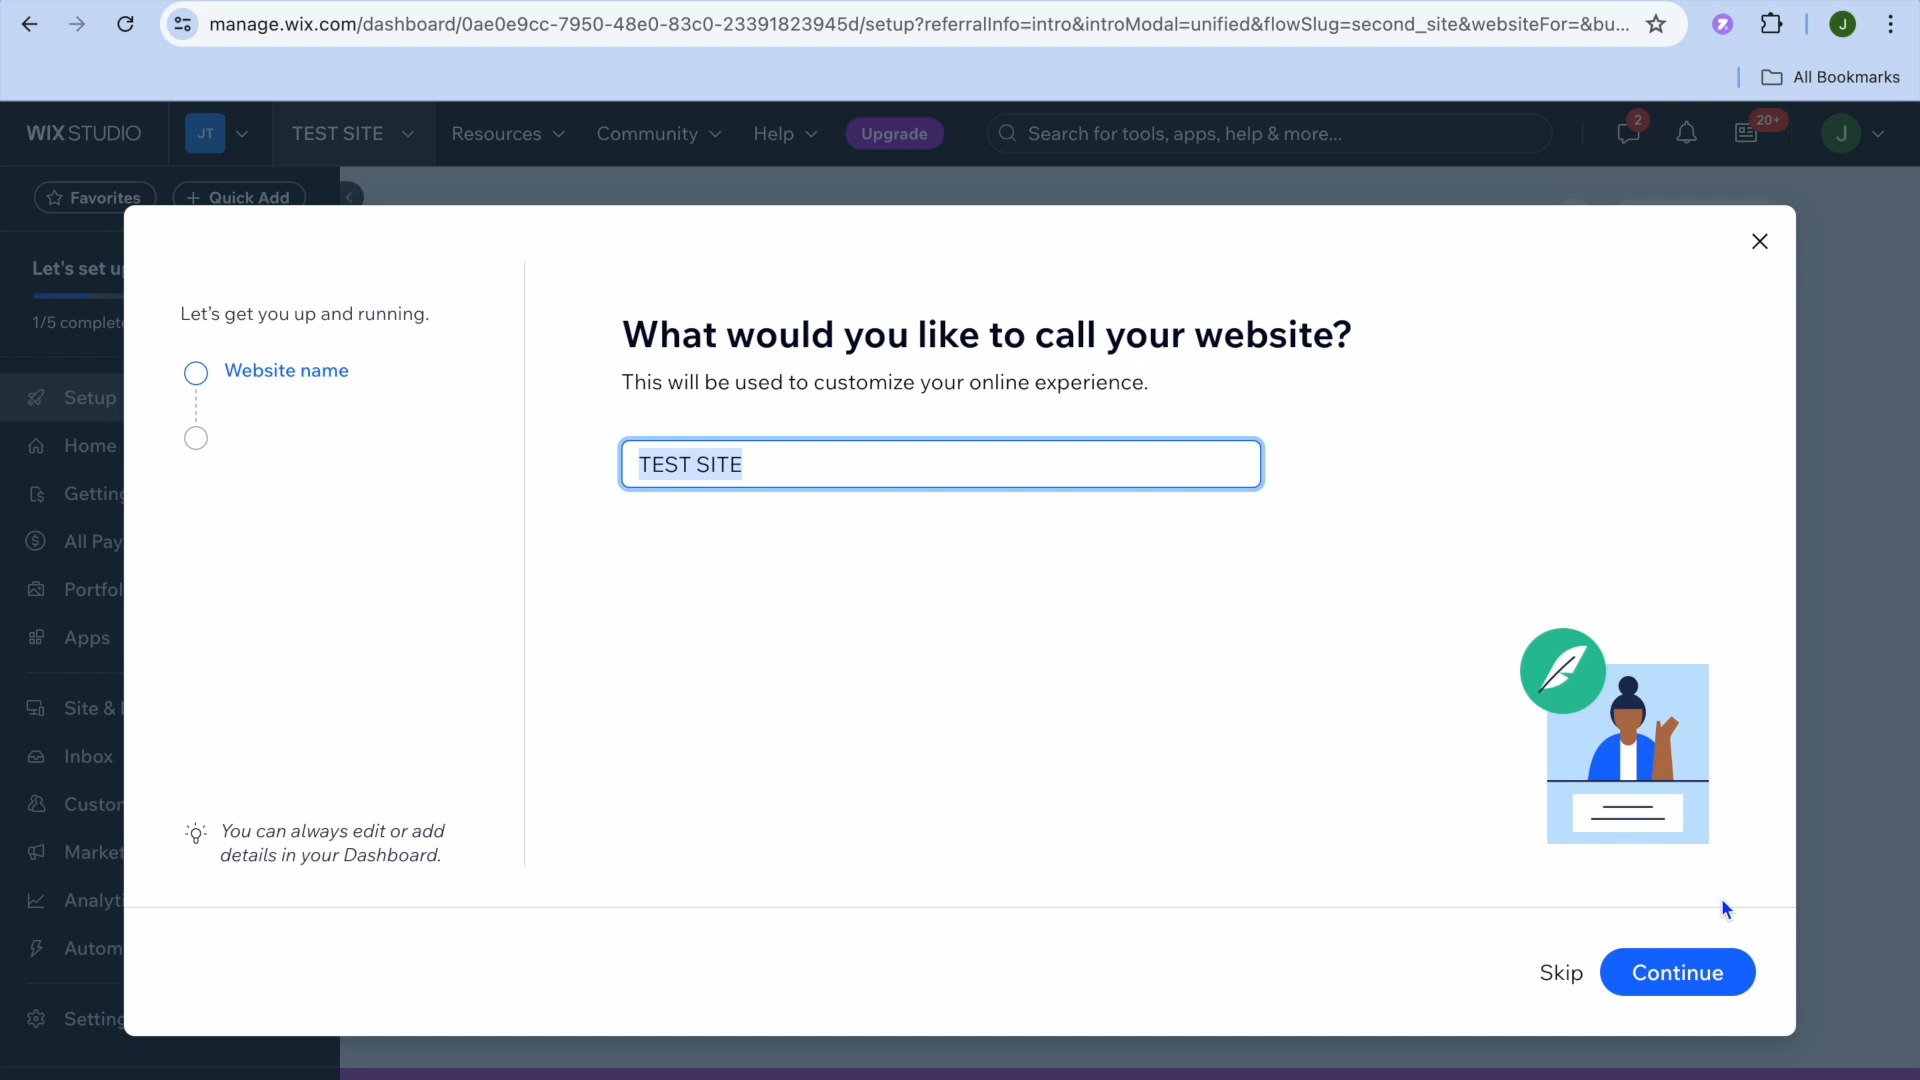 manage.wix.com/dashboard/0ae0e9cc-7950-48e0-83c0-23391823945d/setup?referralInfo=intro&introModal=unified&flowSlug=second_site&websiteFor=&bu...
J
All Bookmarks
WIX STUDIO
JT
TEST SITE
Resources
Community
Help
Upgrade
Search for tools, apps, help & more...
2
20+
J
Favorites
+ Quick Add
Let's set u
1/5 complete
Setup
Home
Getting
All Pay
Portfol
Apps
Site &
Inbox
Custom
Market
Analyti
Autom
Setting
Let's get you up and running.
Website name
You can always edit or add
details in your Dashboard.
What would you like to call your website?
This will be used to customize your online experience.
TEST SITE
Skip
Continue